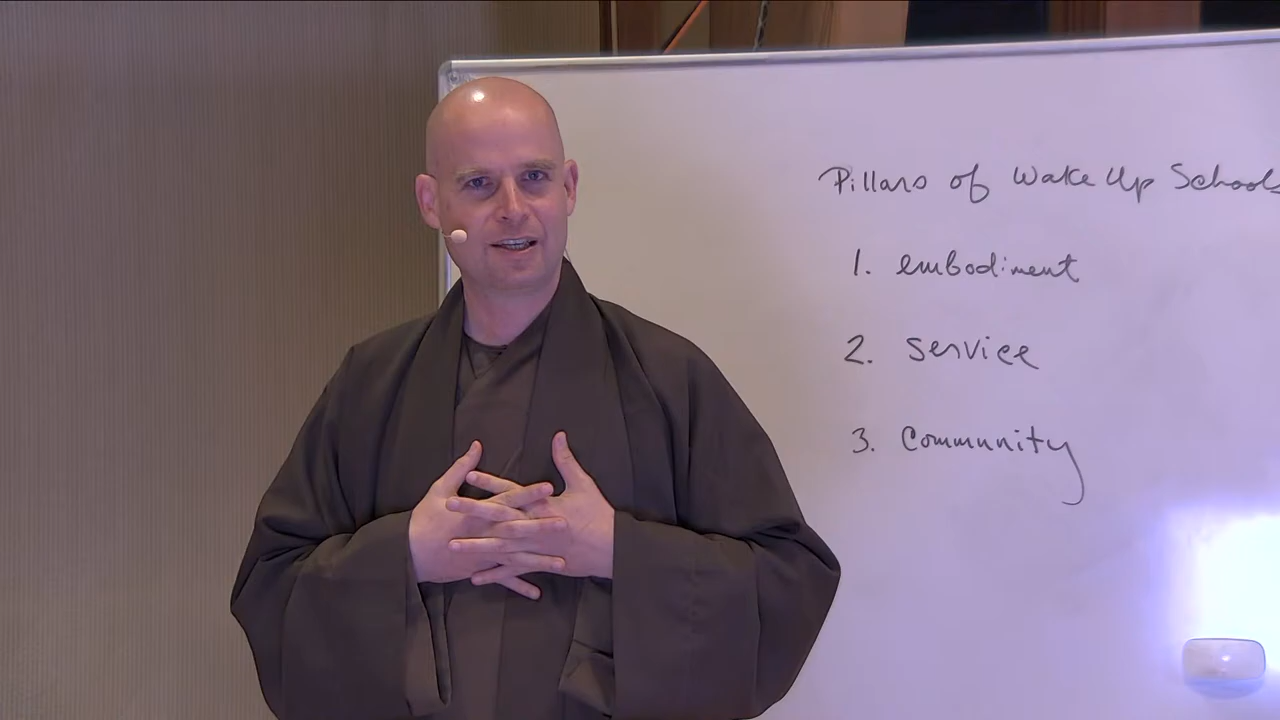 Pillars of Wake Up Schools
1. embodiment
2. Service
3. Community